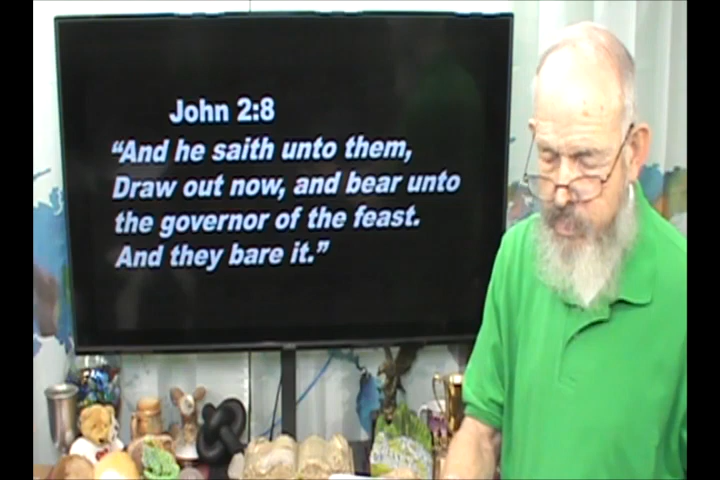 John 2:8
“And he saith unto them,
Draw out now, and bear unto
the governor of the feast.
And they bare it.”